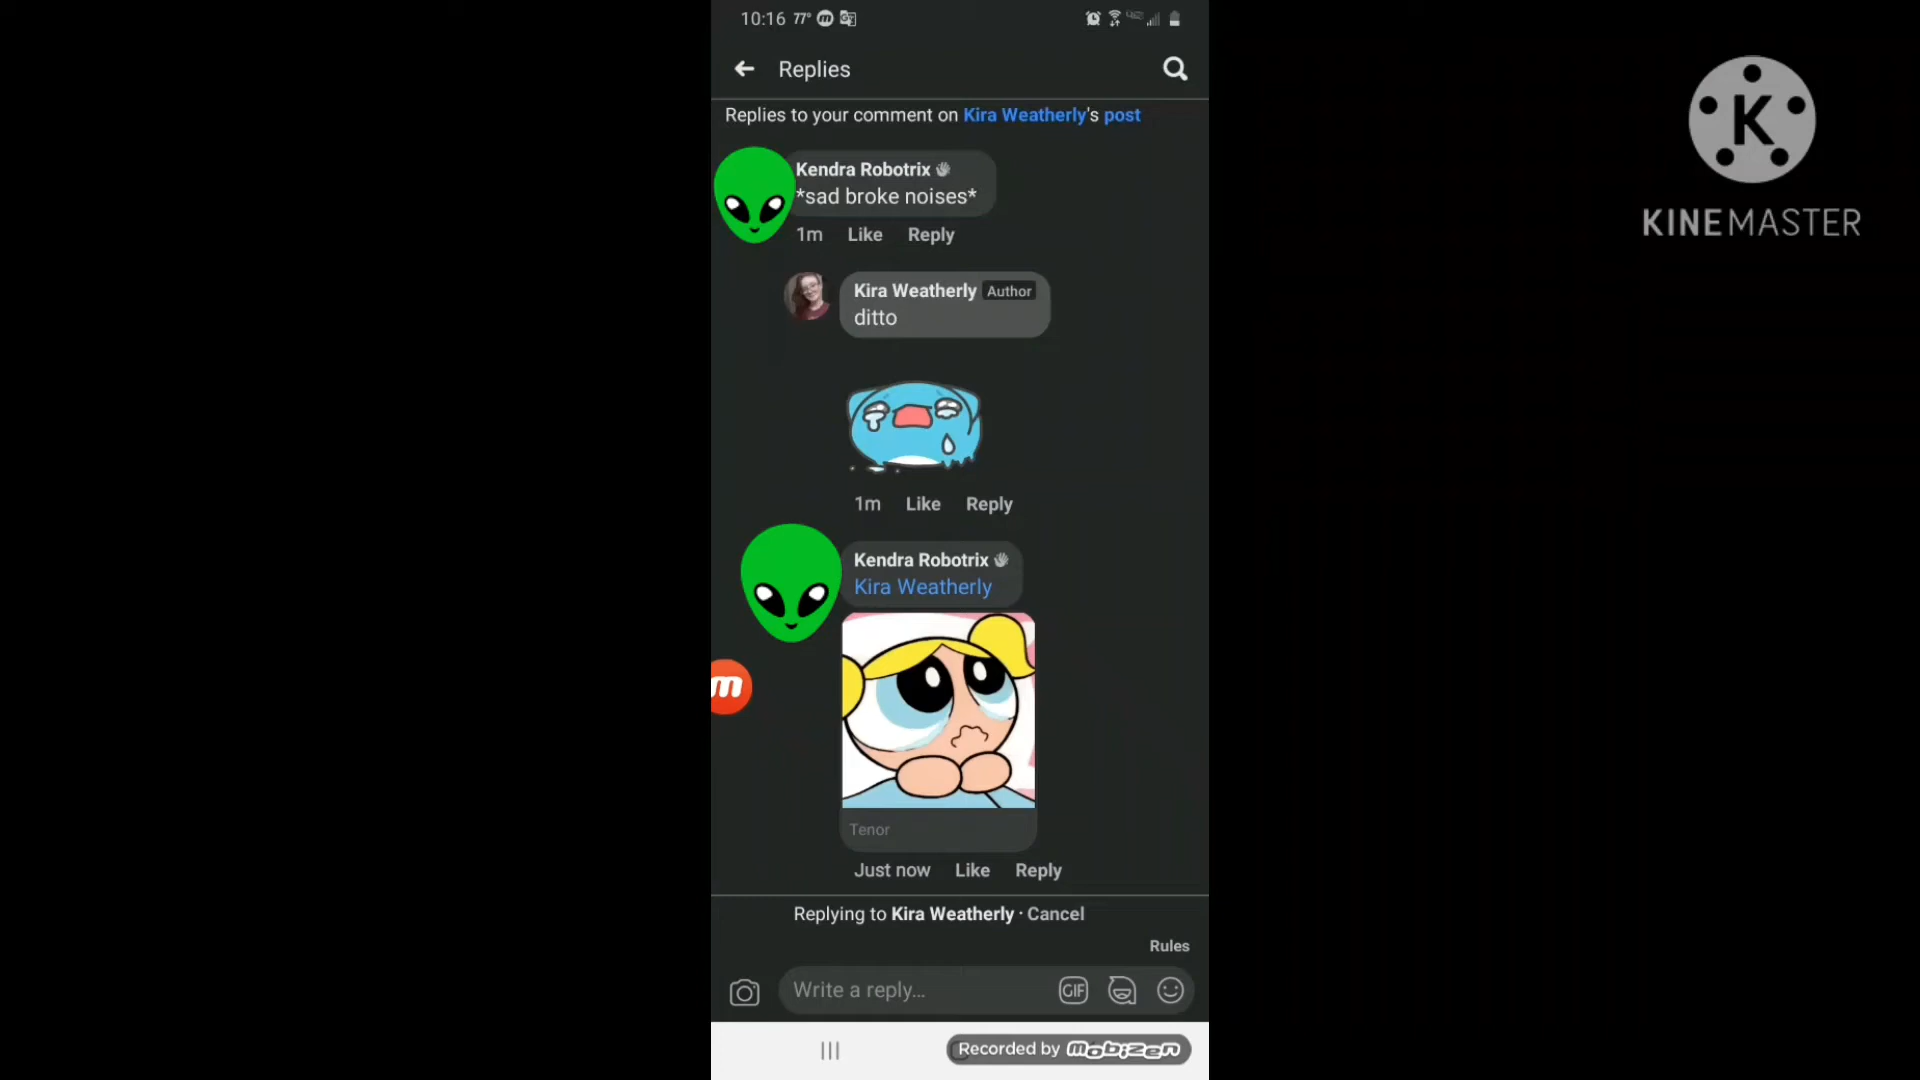 10:16 77°
Replies
Replies to your comment on Kira Weatherly's post
Kendra Robotrix
*sad broke noises*
1m Like Reply
Kira Weatherly Author
ditto
1m Like Reply
Kendra Robotrix
Kira Weatherly
Tenor
Just now Like Reply
Replying to Kira Weatherly · Cancel
Rules
Write a reply...
GIF
Recorded by mobizen
m
K
KINEMASTER